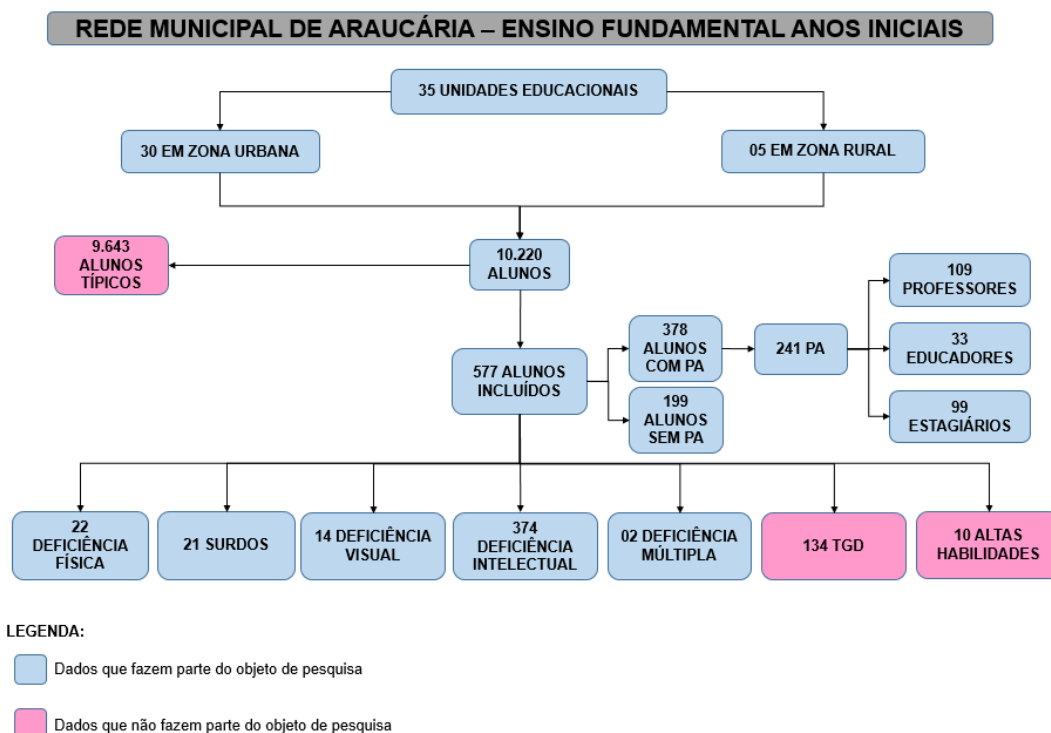 REDE MUNICIPAL DE ARAUCÁRIA – ENSINO FUNDAMENTAL ANOS INICIAIS
35 UNIDADES EDUCACIONAIS
30 EM ZONA URBANA
05 EM ZONA RURAL
9.643
ALUNOS
TÍPICOS
10.220
ALUNOS
109
PROFESSORES
378
ALUNOS
COM PA
241 PA
33
EDUCADORES
577 ALUNOS
INCLUÍDOS
199
ALUNOS
SEM PA
99
ESTAGIÁRIOS
22
DEFICIÊNCIA
FÍSICA
21 SURDOS
14 DEFICIÊNCIA
VISUAL
374
DEFICIÊNCIA
INTELECTUAL
02 DEFICIÊNCIA
MÚLTIPLA
134 TGD
10 ALTAS
HABILIDADES
LEGENDA:
Dados que fazem parte do objeto de pesquisa
Dados que não fazem parte do objeto de pesquisa